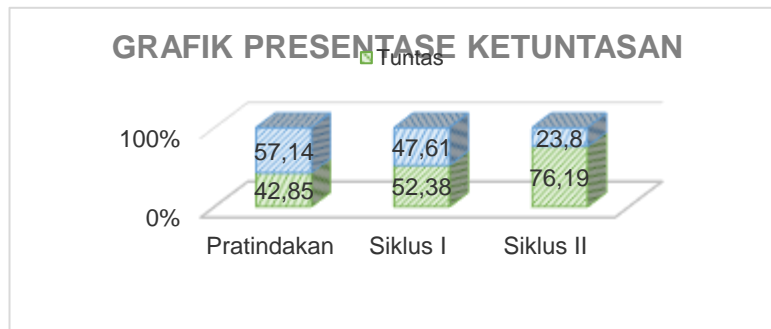 GRAFIK PRESENTASE KETUNTASAN
Tuntas
100%
57,14 47,61 23,8
42,85 52,38 76,19
0%
Pratindakan Siklus I Siklus II